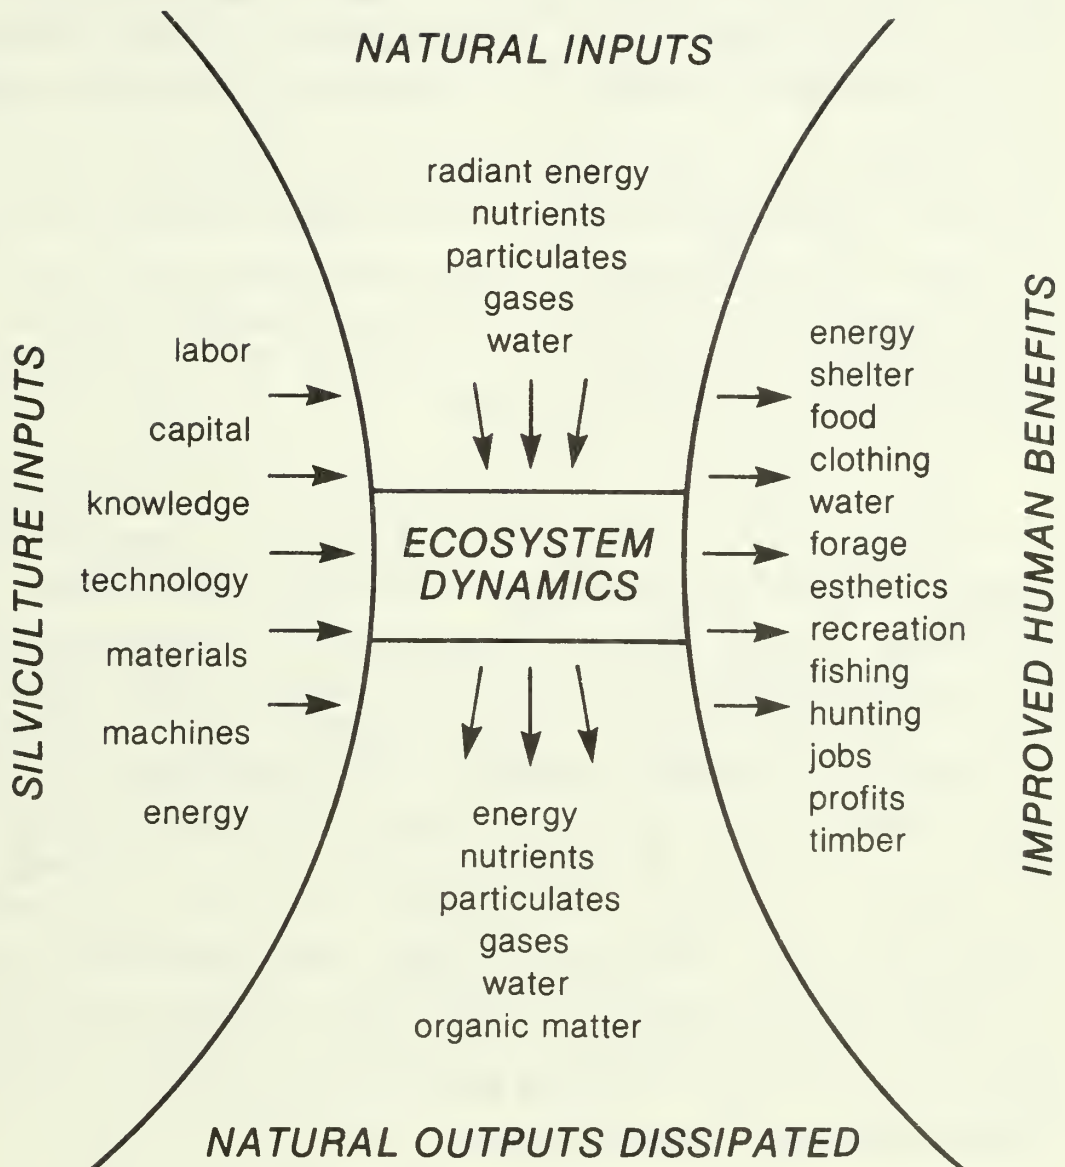 NATURAL INPUTS
radiant energy
nutrients
particulates
gases
water
SILVICULTURE INPUTS
labor
capital
knowledge
technology
materials
machines
energy
ECOSYSTEM
DYNAMICS
energy
shelter
food
clothing
water
forage
esthetics
recreation
fishing
hunting
jobs
profits
timber
IMPROVED HUMAN BENEFITS
energy
nutrients
particulates
gases
water
organic matter
NATURAL OUTPUTS DISSIPATED